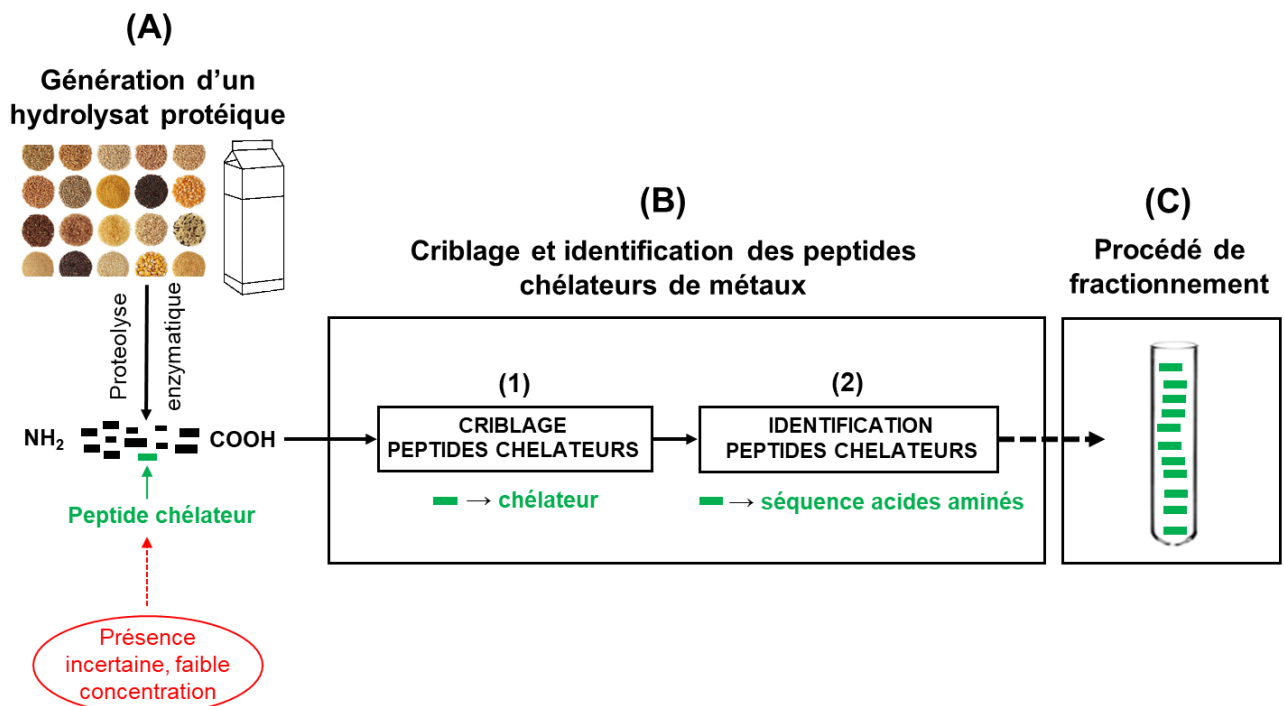 (A)
Génération d'un
hydrolysat protéique
Proteolyse
enzymatique
NH₂
COOH
Peptide chélateur
Présence
incertaine, faible
concentration
(B)
Criblage et identification des peptides
chélateurs de métaux
(1)
CRIBLAGE
PEPTIDES CHELATEURS
→ chélateur
(2)
IDENTIFICATION
PEPTIDES CHELATEURS
→ séquence acides aminés
(C)
Procédé de
fractionnement